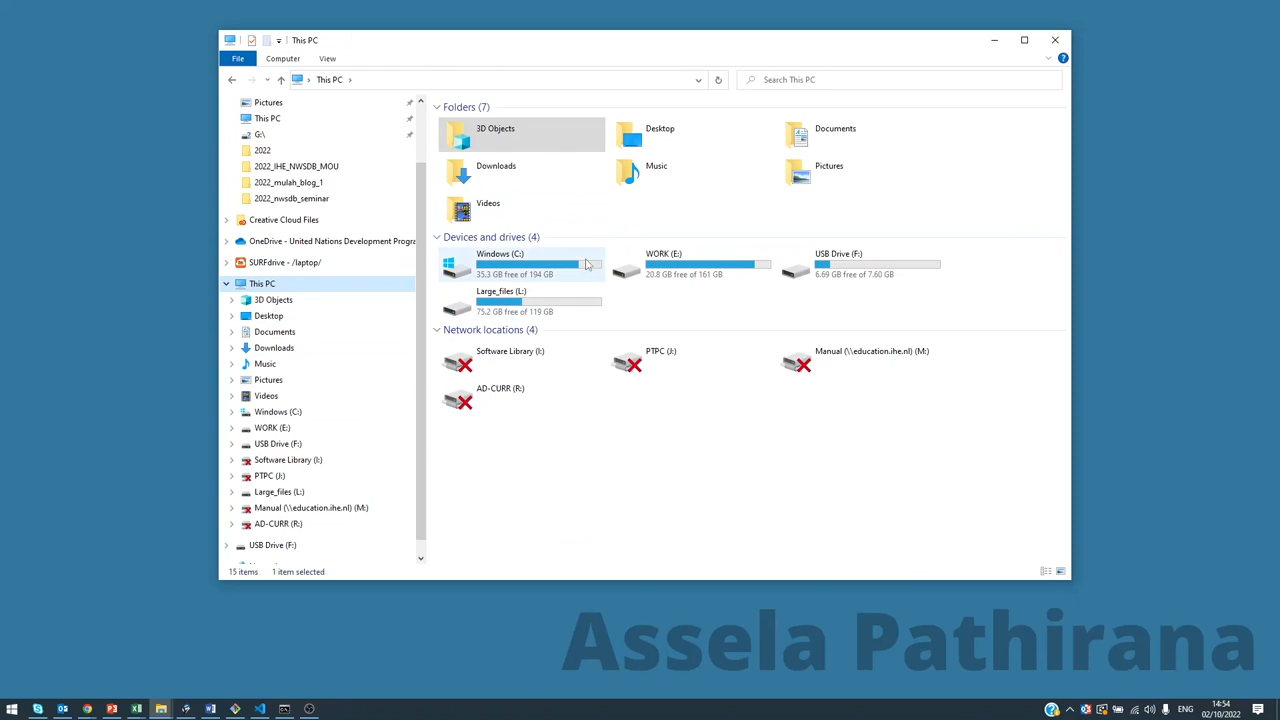 This PC
File
Computer
View
This PC
Search This PC
Pictures
This PC
G:\
2022
2022_IHE_NWSDB_MOU
2022_mulah_blog_1
2022_nwsdb_seminar
Creative Cloud Files
OneDrive - United Nations Development Progra
SURFdrive - /laptop/
This PC
3D Objects
Desktop
Documents
Downloads
Music
Pictures
Videos
Windows (C:)
WORK (E:)
USB Drive (F:)
Software Library (I:)
PTPC (J:)
Large_files (L:)
Manual (\\education.ihe.nl) (M:)
AD-CURR (R:)
USB Drive (F:)
Folders (7)
3D Objects
Desktop
Documents
Downloads
Music
Pictures
Videos
Devices and drives (4)
Windows (C:)
35.3 GB free of 194 GB
WORK (E:)
20.8 GB free of 161 GB
USB Drive (F:)
6.69 GB free of 7.60 GB
Large_files (L:)
75.2 GB free of 119 GB
Network locations (4)
Software Library (I:)
PTPC (J:)
Manual (\\education.ihe.nl) (M:)
AD-CURR (R:)
15 items
1 item selected
Assela Pathirana
ENG
14:54
02/10/2022